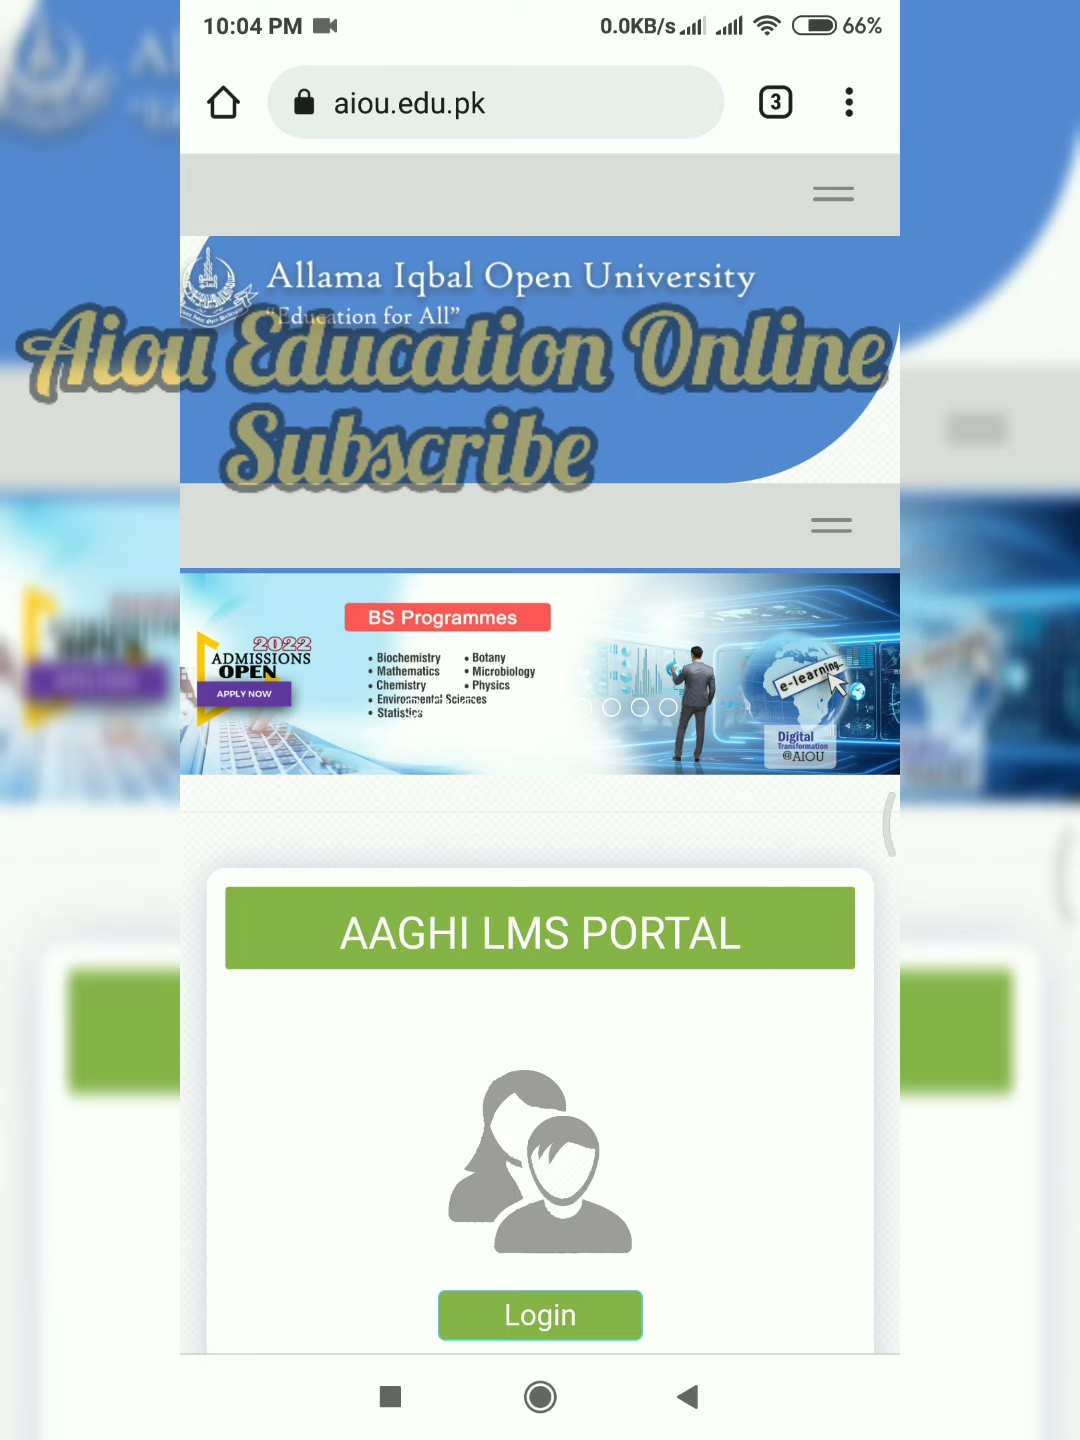 10:04 PM
0.0KB/s
66%
aiou.edu.pk
3
Allama Iqbal Open University
"Education for All"
Aiou Education Online
Subscribe
BS Programmes
2022
ADMISSIONS
OPEN
APPLY NOW
• Biochemistry
• Mathematics
• Chemistry
• Environmental Sciences
• Statistics
• Botany
• Microbiology
• Physics
e-learning
Digital
Transformation
@AIOU
AAGHI LMS PORTAL
Login